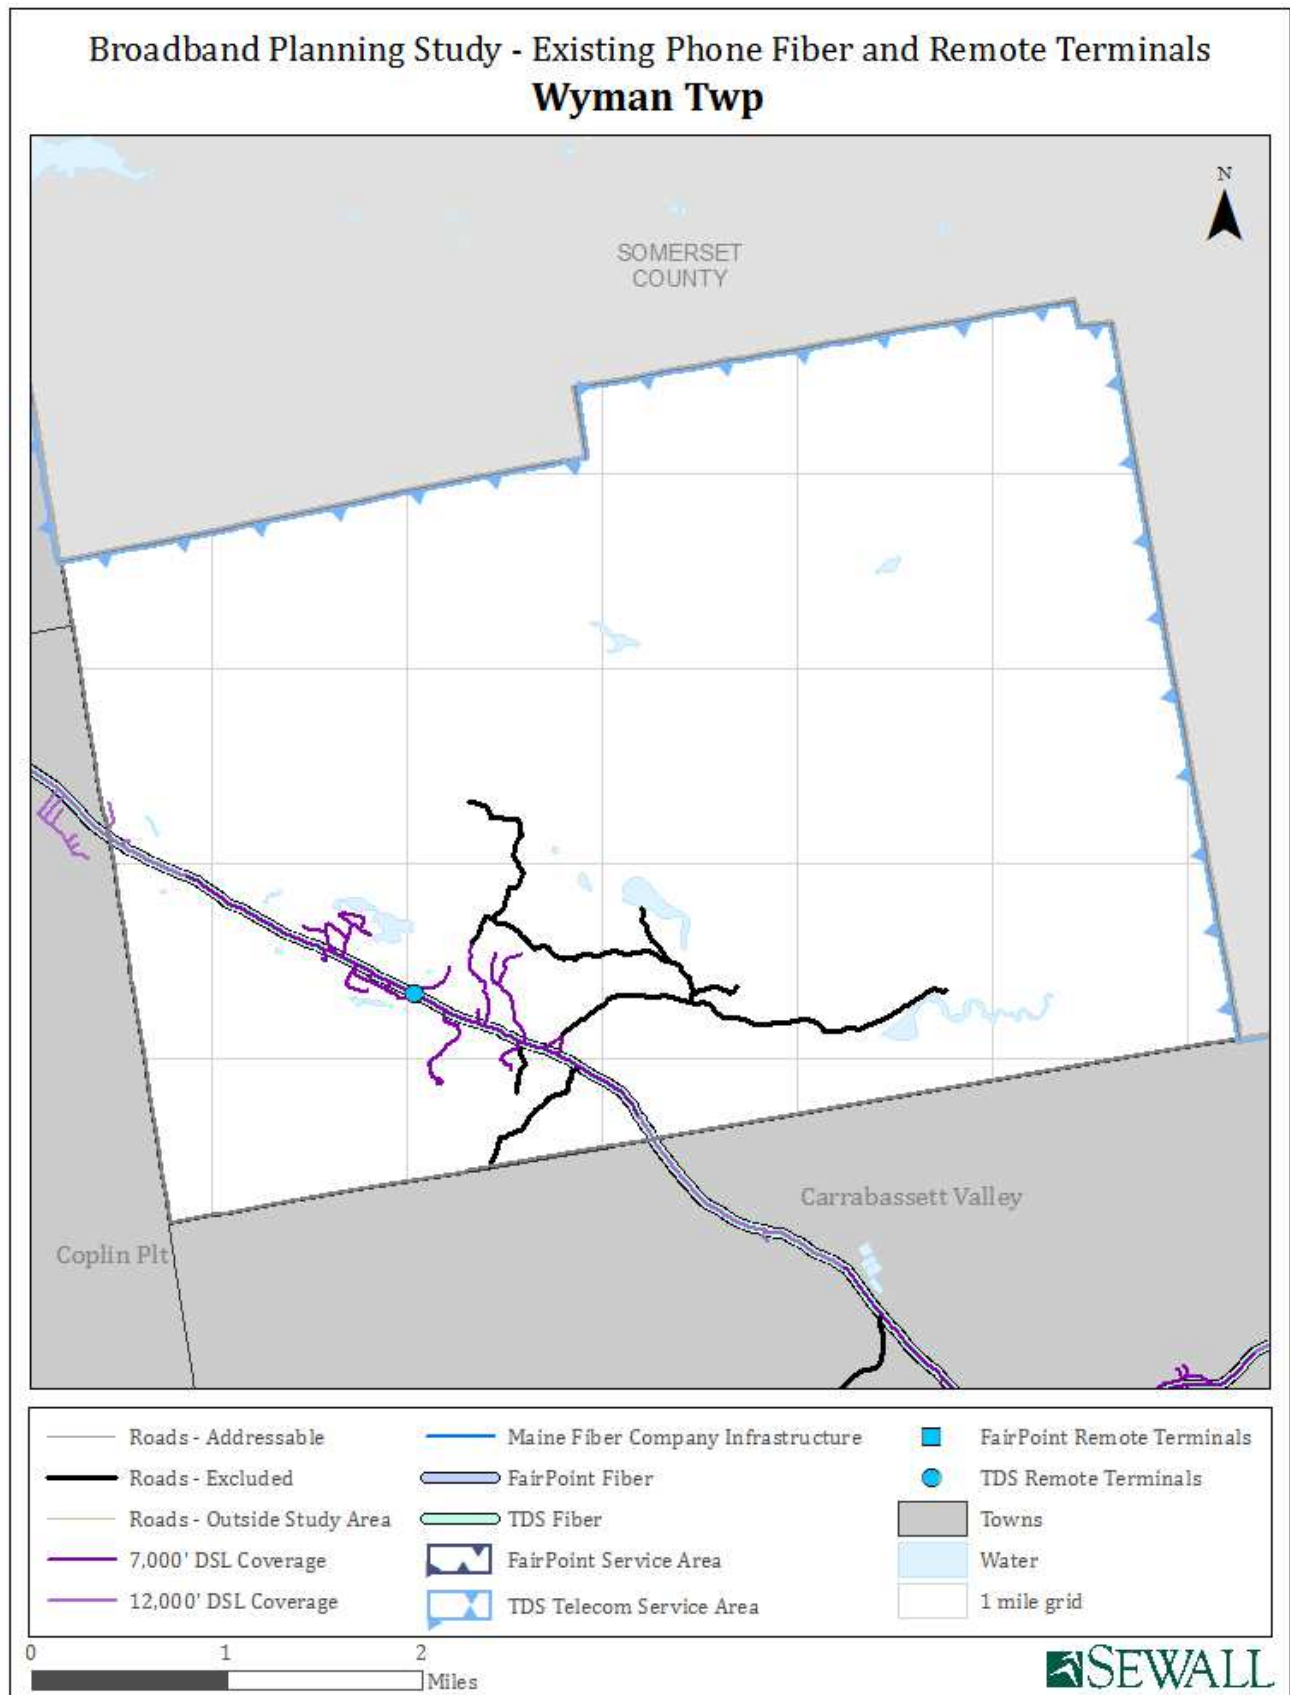 Broadband Planning Study - Existing Phone Fiber and Remote Terminals
Wyman Twp
N
SOMERSET
COUNTY
Carrabassett Valley
Coplin Plt
Roads - Addressable
Roads - Excluded
Roads - Outside Study Area
7,000' DSL Coverage
12,000' DSL Coverage
Maine Fiber Company Infrastructure
FairPoint Fiber
TDS Fiber
FairPoint Service Area
TDS Telecom Service Area
FairPoint Remote Terminals
TDS Remote Terminals
Towns
Water
1 mile grid
0 1 2
Miles
SEWALL